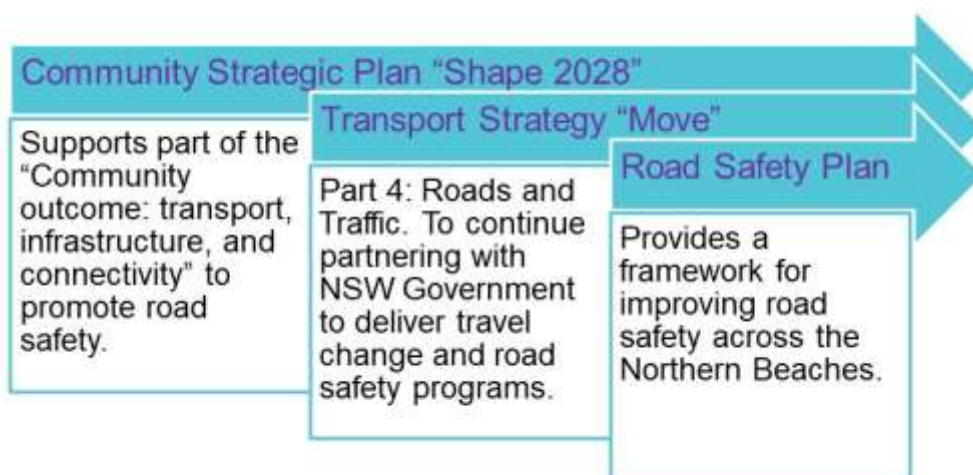 Community Strategic Plan “Shape 2028”
Supports part of the
“Community
outcome: transport,
infrastructure, and
connectivity” to
promote road
safety.
Transport Strategy “Move”
Part 4: Roads and
Traffic. To continue
partnering with
NSW Government
to deliver travel
change and road
safety programs.
Road Safety Plan
Provides a
framework for
improving road
safety across the
Northern Beaches.